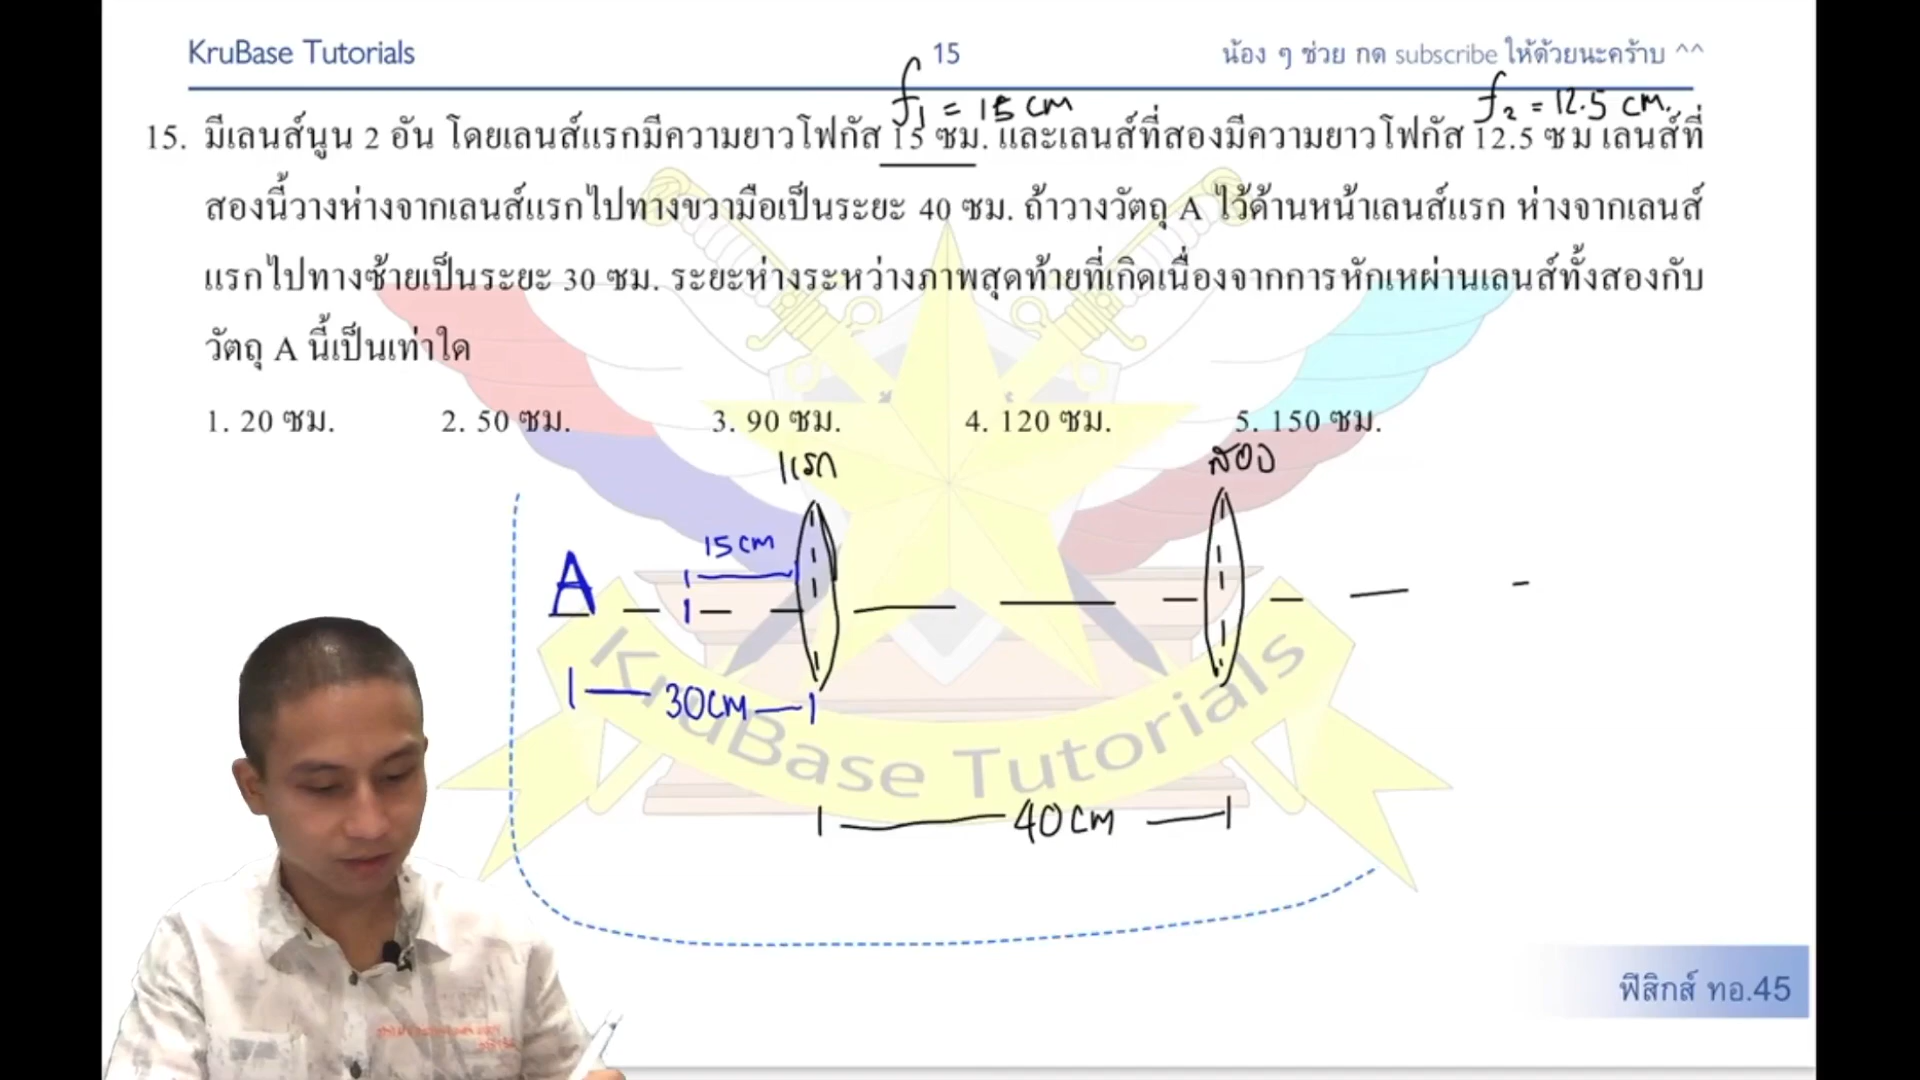 KruBase Tutorials 15 น้อง ๆ ช่วย กด subscribe ให้ด้วยนะคร้าบ ^^
f1 = 15 cm f2 = 12.5 cm.
15. มีเลนส์นูน 2 อัน โดยเลนส์แรกมีความยาวโฟกัส 15 ซม. และเลนส์ที่สองมีความยาวโฟกัส 12.5 ซม เลนส์ที่
สองนี้วางห่างจากเลนส์แรกไปทางขวามือเป็นระยะ 40 ซม. ถ้าวางวัตถุ A ไว้ด้านหน้าเลนส์แรก ห่างจากเลนส์
แรกไปทางซ้ายเป็นระยะ 30 ซม. ระยะห่างระหว่างภาพสุดท้ายที่เกิดเนื่องจากการหักเหผ่านเลนส์ทั้งสองกับ
วัตถุ A นี้เป็นเท่าใด
1. 20 ซม. 2. 50 ซม. 3. 90 ซม. 4. 120 ซม. 5. 150 ซม.
แรก สอง
15 cm
A
30 cm
KruBase Tutorials
40 cm
ฟิสิกส์ ทอ.45